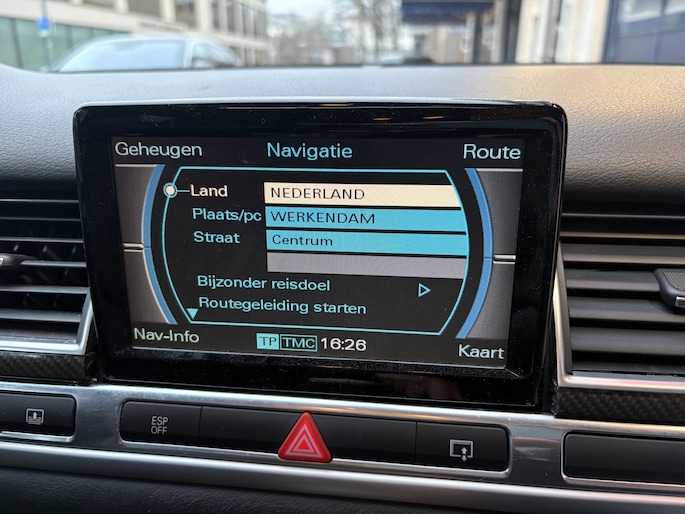 Geheugen Navigatie Route
Land NEDERLAND
Plaats/pc WERKENDAM
Straat Centrum
Bijzonder reisdoel
Routegeleiding starten
Nav-Info TP TMC 16:26 Kaart
ESP
OFF